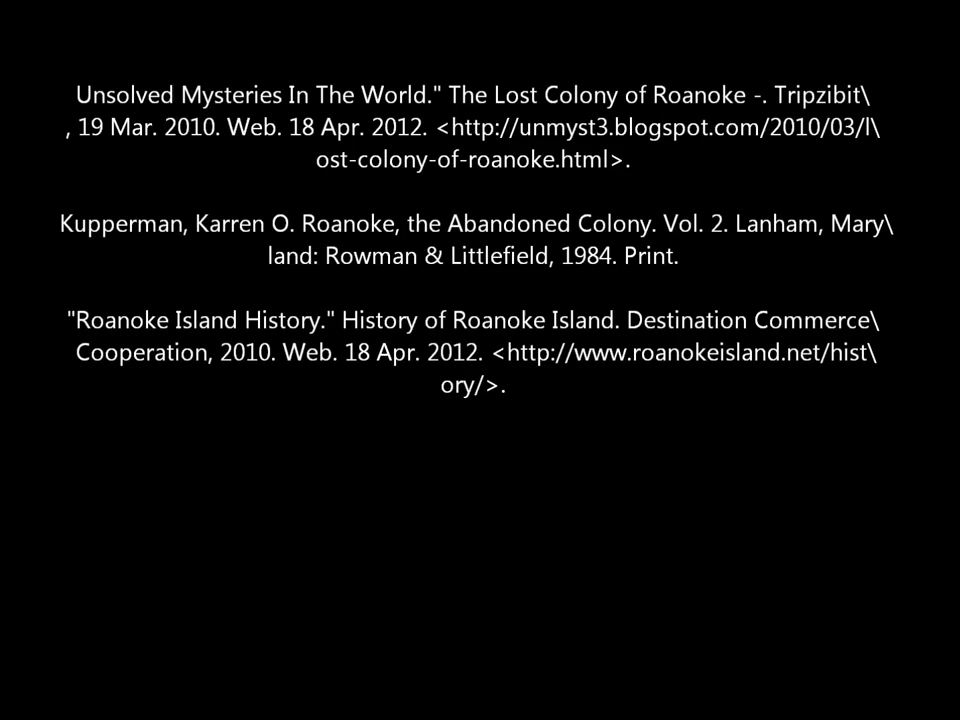 Unsolved Mysteries In The World." The Lost Colony of Roanoke -. Tripzibit\
, 19 Mar. 2010. Web. 18 Apr. 2012. <http://unmyst3.blogspot.com/2010/03/l\
ost-colony-of-roanoke.html>.
Kupperman, Karren O. Roanoke, the Abandoned Colony. Vol. 2. Lanham, Mary\
land: Rowman & Littlefield, 1984. Print.
"Roanoke Island History." History of Roanoke Island. Destination Commerce\
Cooperation, 2010. Web. 18 Apr. 2012. <http://www.roanokeisland.net/hist\
ory/>.